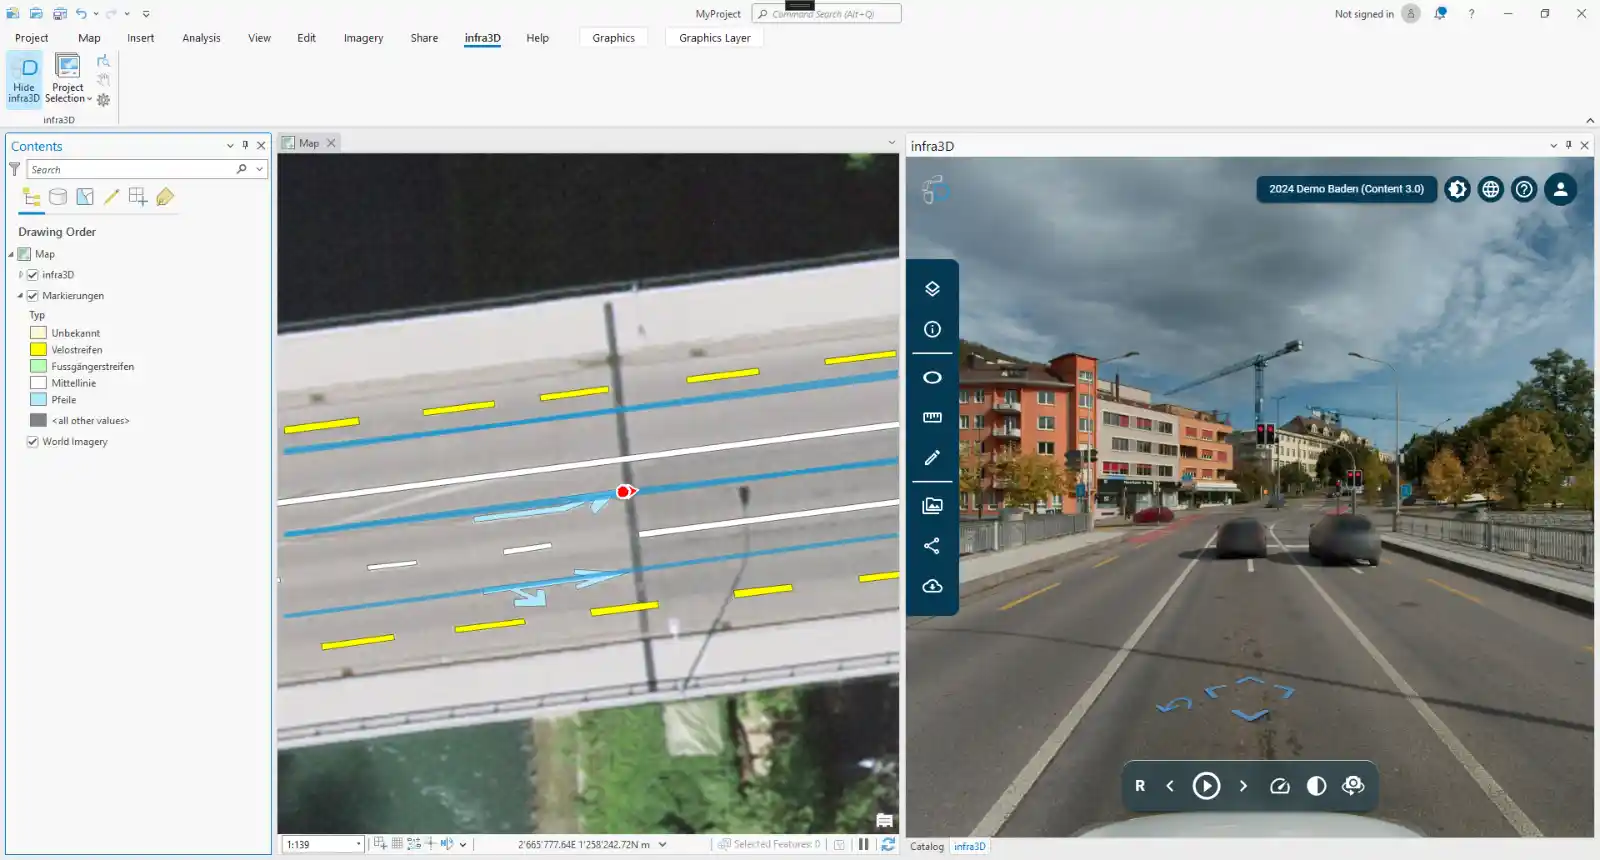 MyProject
Command Search (Alt+Q)
Not signed in
?
Project Map Insert Analysis View Edit Imagery Share infra3D Help Graphics Graphics Layer
Hide infra3D
Project Selection
infra3D
Contents
Search
Drawing Order
Map
infra3D
Markierungen
Typ
Unbekannt
Velostreifen
Fussgängerstreifen
Mittellinie
Pfeile
<all other values>
World Imagery
Map
1:139
2'665'777.64E 1'258'242.72N m
Selected Features: 0
infra3D
2024 Demo Baden (Content 3.0)
R
Catalog infra3D